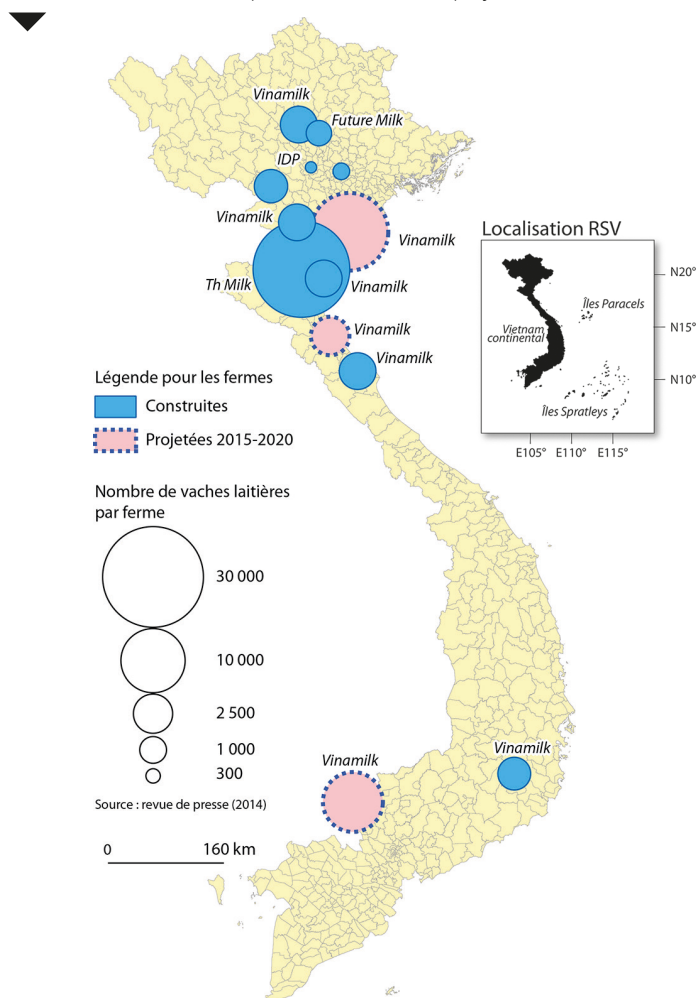 Vinamilk
Future Milk
IDP
Vinamilk
Vinamilk
Th Milk
Vinamilk
Vinamilk
Vinamilk
Localisation RSV
N20°
Îles Paracels
Vietnam
continental
N15°
N10°
Îles Spratleys
E105° E110° E115°
Légende pour les fermes
Construites
Projetées 2015-2020
Nombre de vaches laitières
par ferme
30 000
10 000
2 500
1 000
300
Source : revue de presse (2014)
0 160 km
Vinamilk
Vinamilk